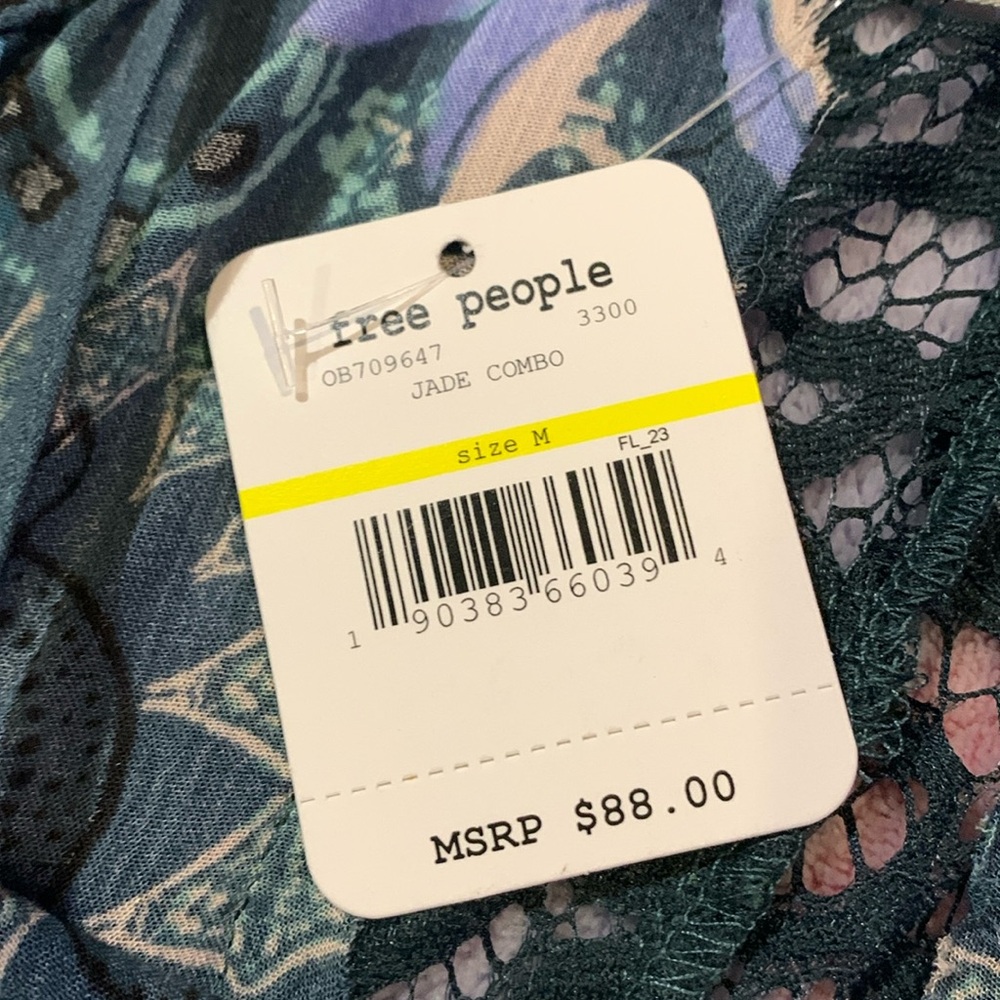 free people
OB709647 3300
JADE COMBO
size M FL_23
1 90383 66039 4
MSRP $88.00